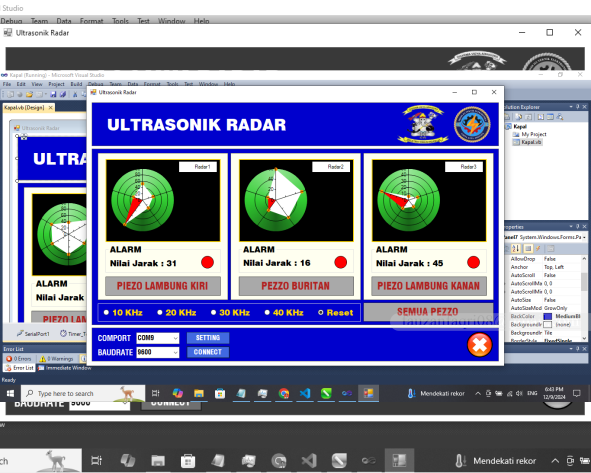 Studio
Debug Team Data Format Tools Test Window Help
Ultrasonik Radar
Kapal (Running) - Microsoft Visual Studio
File Edit View Project Build Debug Team Data Format Tools Test Window Help
Kapal.vb [Design] ×
Ultrasonik Radar
ULTRASONIK RADAR
Radar1
Radar2
Radar3
ALARM
Nilai Jarak : 31
ALARM
Nilai Jarak : 16
ALARM
Nilai Jarak : 45
PIEZO LAMBUNG KIRI
PEZZO BURITAN
PIEZO LAMBUNG KANAN
10 KHz
20 KHz
30 KHz
40 KHz
Reset
SEMUA PEZZO
COMPORT COM9 SETTING
BAUDRATE 9600 CONNECT
Ultrasonik Radar
ULTRA
ALARM
Nilai Jarak
PIEZO LAM
SerialPort1 Timer_T
Error List
0 Errors 0 Warnings
Error List Immediate Window
Ready
Solution Explorer
Kapal
My Project
Kapal.vb
Properties
Panel7 System.Windows.Forms.Pa
AllowDrop False
Anchor Top, Left
AutoScroll False
AutoScrollMa 0, 0
AutoScrollMi 0, 0
AutoSize False
AutoSizeMod GrowOnly
BackColor MediumBl
BackgroundIr (none)
BackgroundIr Tile
BorderStyle FixedSingle
Type here to search
Mendekati rekor
ENG
6:43 PM
12/9/2024
BAUDRATE 9600 CONNECT
w
ch
Mendekati rekor